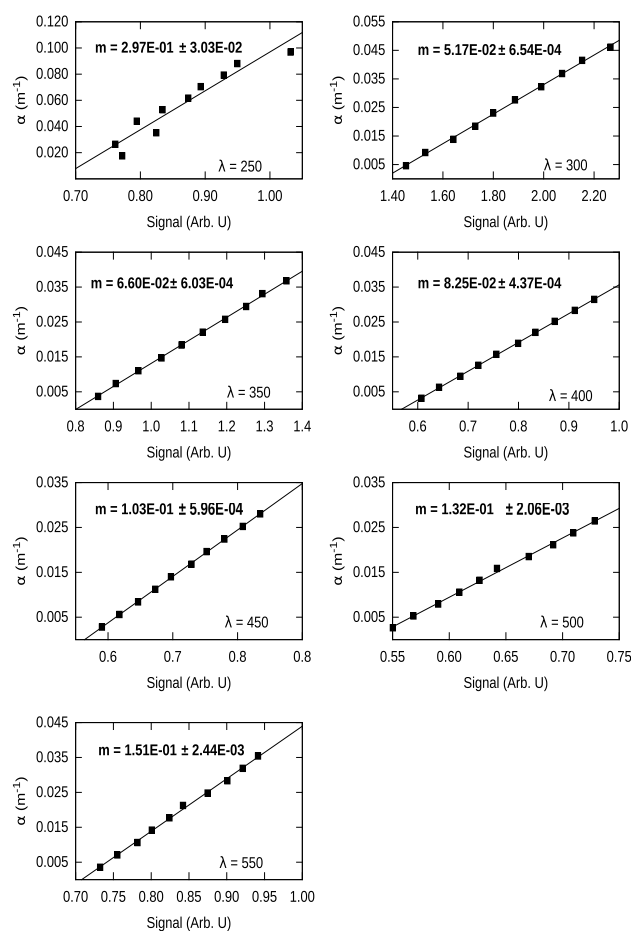 0.120
0.100
0.080
0.060
0.040
0.020
α (m⁻¹)
m = 2.97E-01 ± 3.03E-02
λ = 250
0.70 0.80 0.90 1.00
Signal (Arb. U)
0.055
0.045
0.035
0.025
0.015
0.005
α (m⁻¹)
m = 5.17E-02 ± 6.54E-04
λ = 300
1.40 1.60 1.80 2.00 2.20
Signal (Arb. U)
0.045
0.035
0.025
0.015
0.005
α (m⁻¹)
m = 6.60E-02 ± 6.03E-04
λ = 350
0.8 0.9 1.0 1.1 1.2 1.3 1.4
Signal (Arb. U)
0.045
0.035
0.025
0.015
0.005
α (m⁻¹)
m = 8.25E-02 ± 4.37E-04
λ = 400
0.6 0.7 0.8 0.9 1.0
Signal (Arb. U)
0.035
0.025
0.015
0.005
α (m⁻¹)
m = 1.03E-01 ± 5.96E-04
λ = 450
0.6 0.7 0.8 0.8
Signal (Arb. U)
0.035
0.025
0.015
0.005
α (m⁻¹)
m = 1.32E-01 ± 2.06E-03
λ = 500
0.55 0.60 0.65 0.70 0.75
Signal (Arb. U)
0.045
0.035
0.025
0.015
0.005
α (m⁻¹)
m = 1.51E-01 ± 2.44E-03
λ = 550
0.70 0.75 0.80 0.85 0.90 0.95 1.00
Signal (Arb. U)